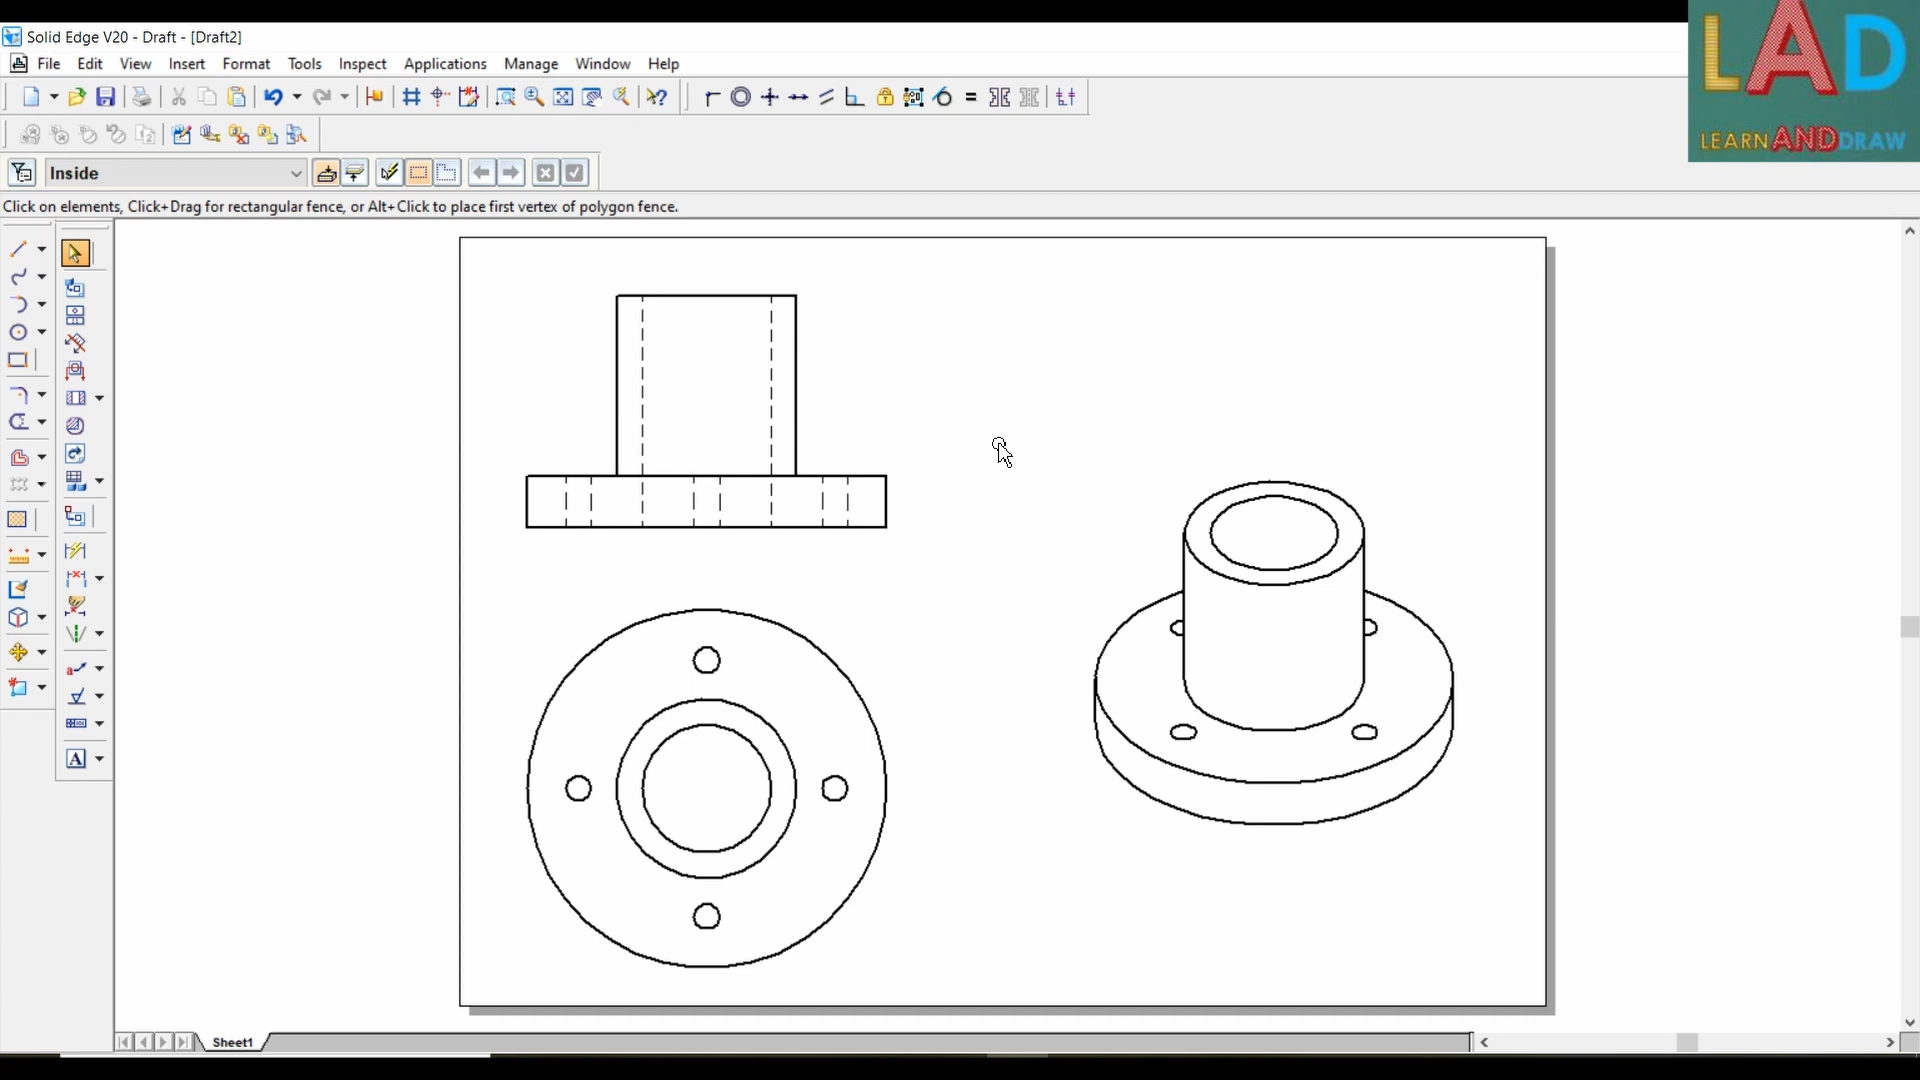 Solid Edge V20 - Draft - [Draft2]
File Edit View Insert Format Tools Inspect Applications Manage Window Help
LAD
LEARNANDDRAW
Inside
Click on elements, Click+Drag for rectangular fence, or Alt+Click to place first vertex of polygon fence.
A
Sheet1